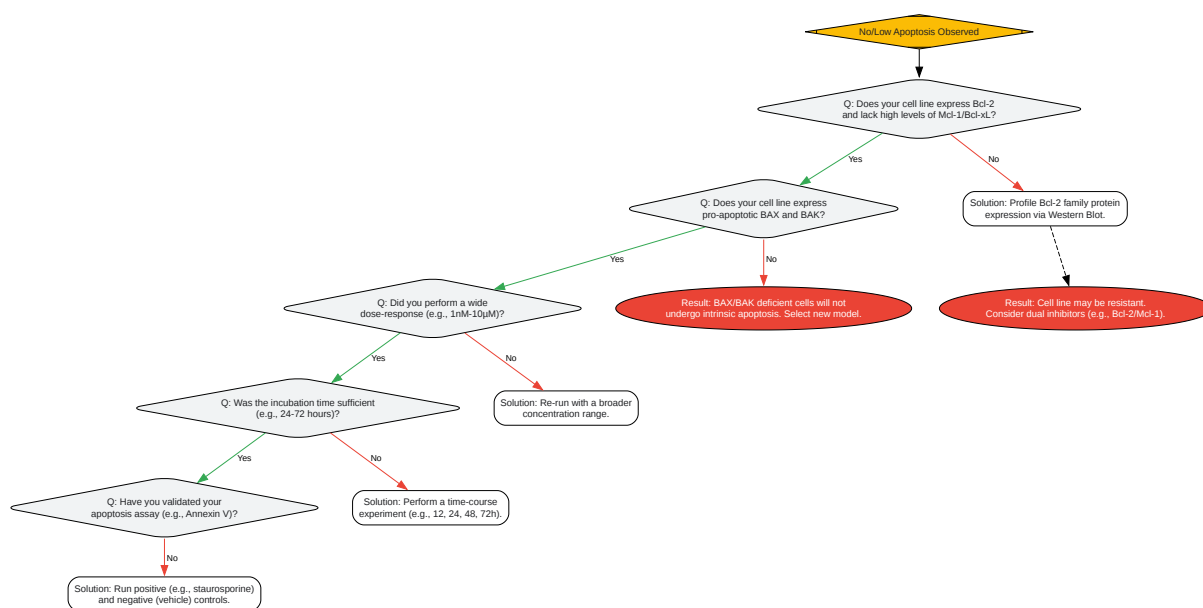 No/Low Apoptosis Observed
Q: Does your cell line express Bcl-2
and lack high levels of Mcl-1/Bcl-xL?
Yes
No
Q: Does your cell line express
pro-apoptotic BAX and BAK?
Solution: Profile Bcl-2 family protein
expression via Western Blot.
Yes
No
Q: Did you perform a wide
dose-response (e.g., 1nM-10μM)?
Result: BAX/BAK deficient cells will not
undergo intrinsic apoptosis. Select new model.
Result: Cell line may be resistant.
Consider dual inhibitors (e.g., Bcl-2/Mcl-1).
Yes
No
Q: Was the incubation time sufficient
(e.g., 24-72 hours)?
Solution: Re-run with a broader
concentration range.
Yes
No
Q: Have you validated your
apoptosis assay (e.g., Annexin V)?
Solution: Perform a time-course
experiment (e.g., 12, 24, 48, 72h).
No
Solution: Run positive (e.g., staurosporine)
and negative (vehicle) controls.